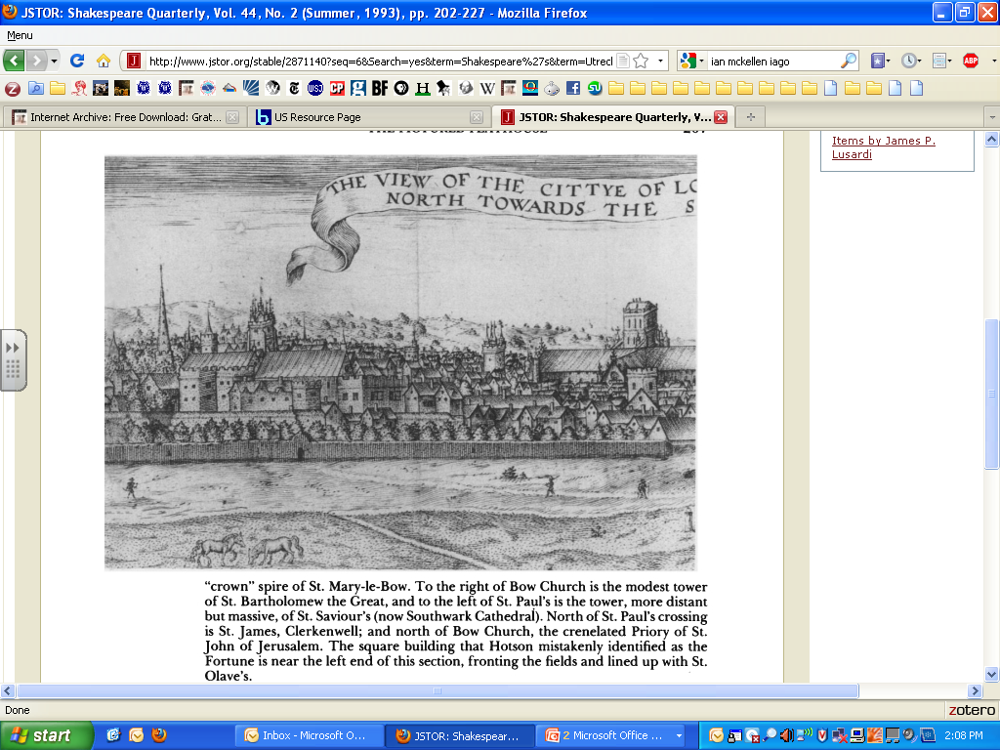 JSTOR: Shakespeare Quarterly, Vol. 44, No. 2 (Summer, 1993), pp. 202-227 - Mozilla Firefox
Menu
http://www.jstor.org/stable/2871140?seq=6&Search=yes&term=Shakespeare%27s&term=Utrecl
ian mckellen iago
ABP
Internet Archive: Free Download: Grat...
US Resource Page
JSTOR: Shakespeare Quarterly, V...
Items by James P.
Lusardi
THE VIEW OF THE CITTYE OF LO
NORTH TOWARDS THE S
"crown" spire of St. Mary-le-Bow. To the right of Bow Church is the modest tower
of St. Bartholomew the Great, and to the left of St. Paul's is the tower, more distant
but massive, of St. Saviour's (now Southwark Cathedral). North of St. Paul's crossing
is St. James, Clerkenwell; and north of Bow Church, the crenelated Priory of St.
John of Jerusalem. The square building that Hotson mistakenly identified as the
Fortune is near the left end of this section, fronting the fields and lined up with St.
Olave's.
Done
zotero
start
Inbox - Microsoft O...
JSTOR: Shakespear...
2 Microsoft Office ...
2:08 PM